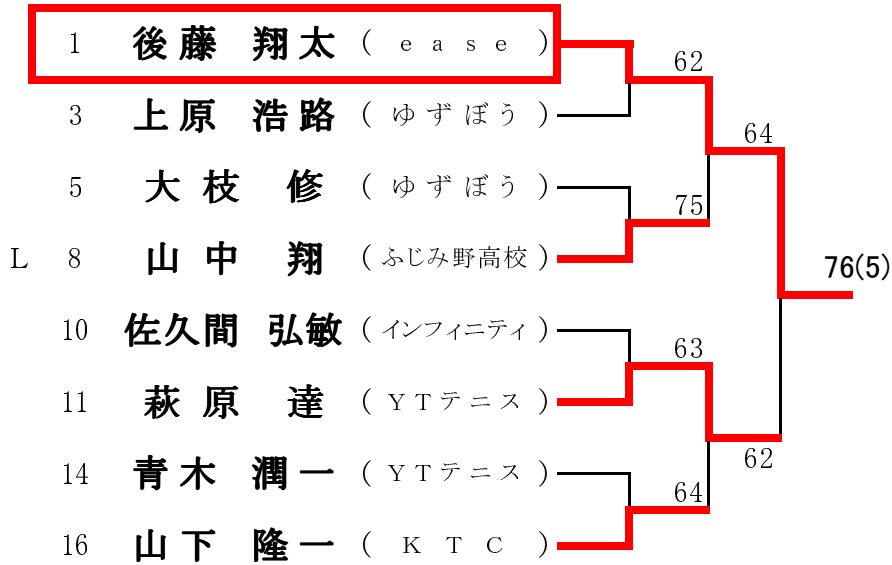 1 後藤 翔太 ( ease )
62
3 上原 浩路 ( ゆずぼう )
64
5 大枝 修 ( ゆずぼう )
75
L 8 山中 翔 ( ふじみ野高校 )
76(5)
10 佐久間 弘敏 ( インフィニティ )
63
11 萩原 達 ( YTテニス )
62
14 青木 潤一 ( YTテニス )
64
16 山下 隆一 ( KTC )